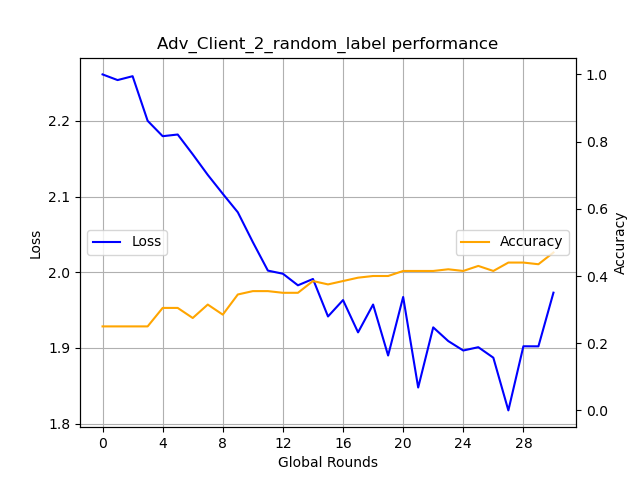 Adv_Client_2_random_label performance
Loss
2.2
2.1
2.0
1.9
1.8
Loss
Accuracy
1.0
0.8
0.6
0.4
0.2
0.0
Accuracy
0 4 8 12 16 20 24 28
Global Rounds